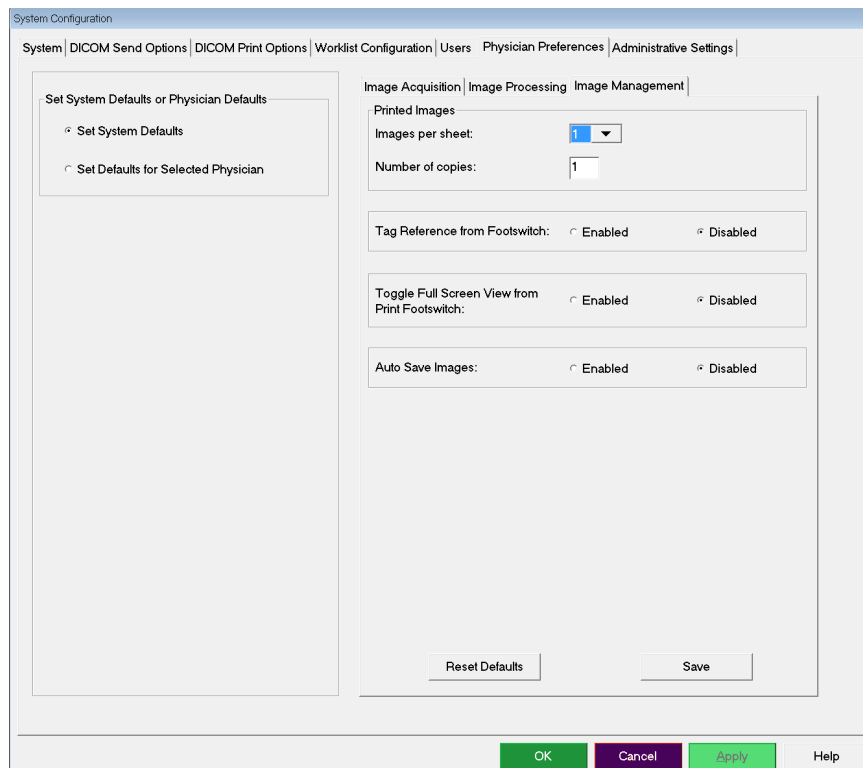 System Configuration
System DICOM Send Options DICOM Print Options Worklist Configuration Users Physician Preferences Administrative Settings
Set System Defaults or Physician Defaults
Set System Defaults
Set Defaults for Selected Physician
Image Acquisition Image Processing Image Management
Printed Images
Images per sheet: 1
Number of copies: 1
Tag Reference from Footswitch: Enabled Disabled
Toggle Full Screen View from
Print Footswitch: Enabled Disabled
Auto Save Images: Enabled Disabled
Reset Defaults Save
OK Cancel Apply Help